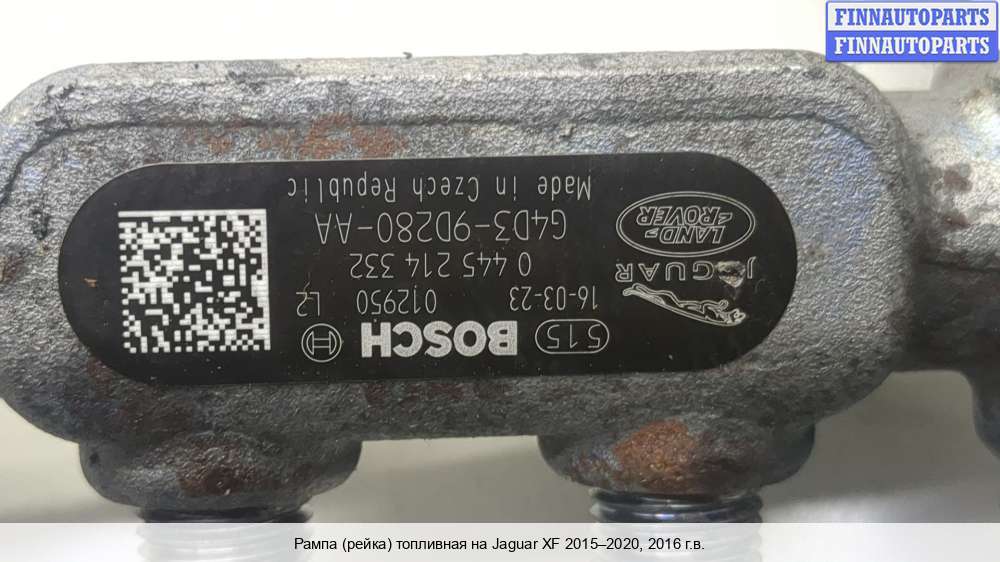 FINNAUTOPARTS
FINNAUTOPARTS
515 BOSCH
16-03-23 012950 L2
0 445 214 332
G4D3-9D280-AA
Made in Czech Republic
JAGUAR
LAND-
ROVER
Рампа (рейка) топливная на Jaguar XF 2015–2020, 2016 г.в.